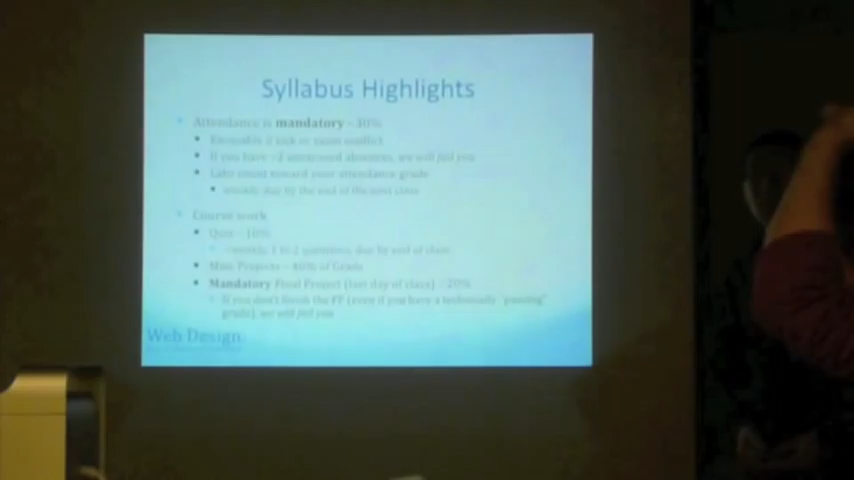 Syllabus Highlights
Attendance is mandatory - 30%
Excusable if sick or exam conflict
If you have >2 unexcused absences, we will fail you
Labs count toward your attendance grade
weekly, due by the end of the next class
Course work
Quiz - 10%
weekly, 1 to 2 questions, due by end of class
Mini Projects - 40% of Grade
Mandatory Final Project (last day of class) - 20%
If you don't finish the FP (even if you have a technically "passing"
grade), we will fail you
Web Design